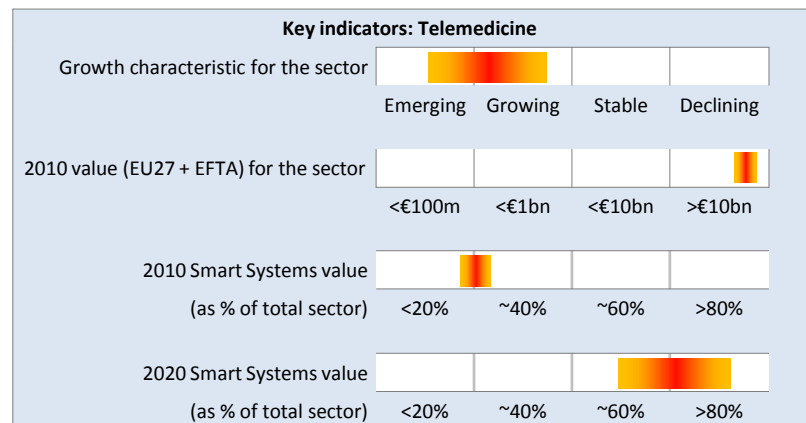 Key indicators: Telemedicine
Growth characteristic for the sector
Emerging Growing Stable Declining
2010 value (EU27 + EFTA) for the sector
<€100m <€1bn <€10bn >€10bn
2010 Smart Systems value
(as % of total sector) <20% ~40% ~60% >80%
2020 Smart Systems value
(as % of total sector) <20% ~40% ~60% >80%